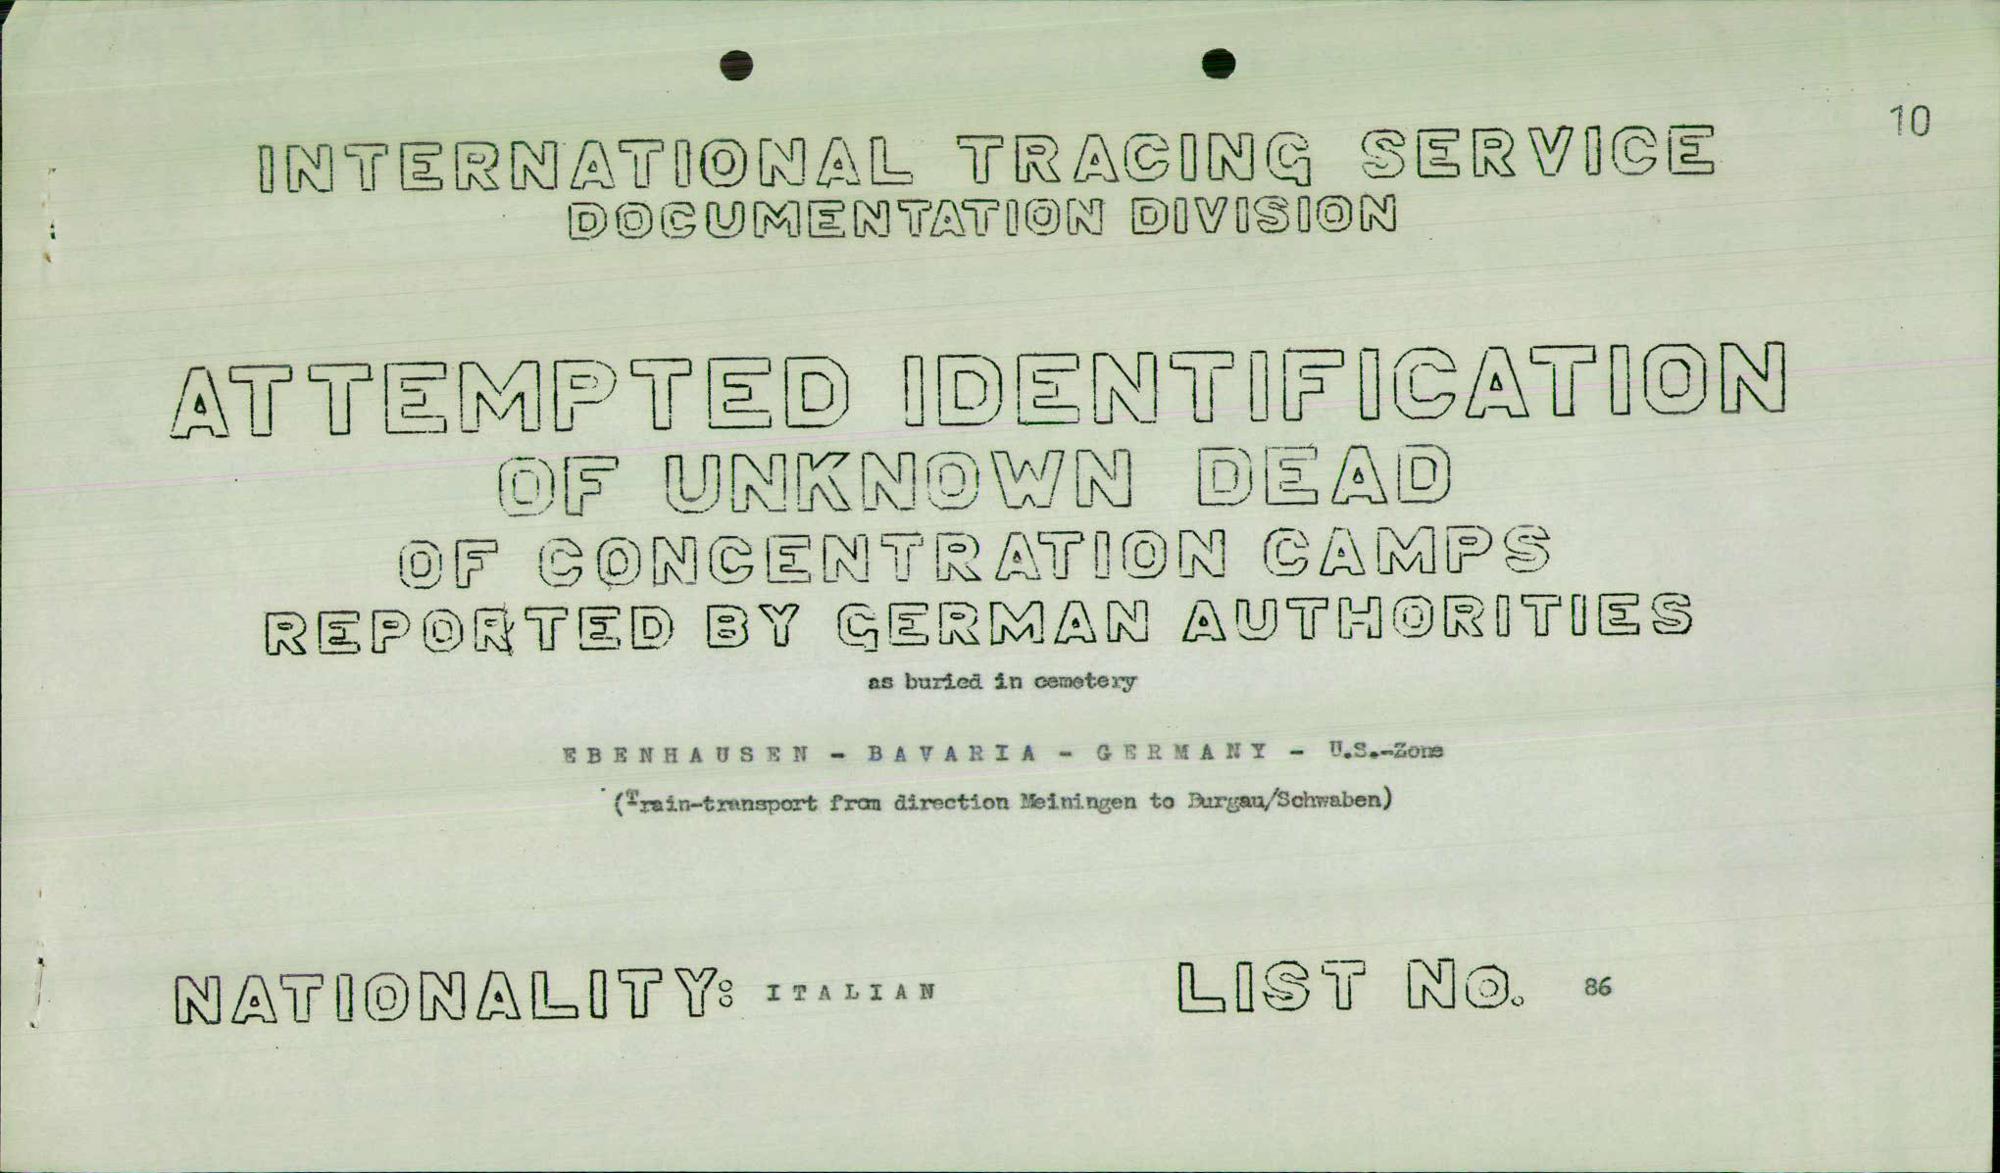 10
INTERNATIONAL TRACING SERVICE
DOCUMENTATION DIVISION
ATTEMPTED IDENTIFICATION
OF UNKNOWN DEAD
OF CONCENTRATION CAMPS
REPORTED BY GERMAN AUTHORITIES
as buried in cemetery
EBENHAUSEN - BAVARIA - GERMANY - U.S.-Zone
(Train-transport from direction Meiningen to Burgau/Schwaben)
NATIONALITY: ITALIAN LIST No. 86